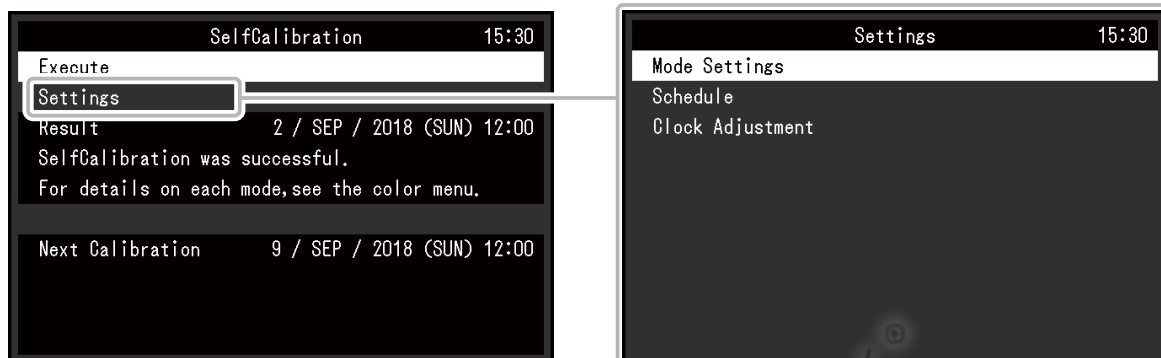 SelfCalibration 15:30
Execute
Settings
Result 2 / SEP / 2018 (SUN) 12:00
SelfCalibration was successful.
For details on each mode,see the color menu.
Next Calibration 9 / SEP / 2018 (SUN) 12:00
Settings 15:30
Mode Settings
Schedule
Clock Adjustment